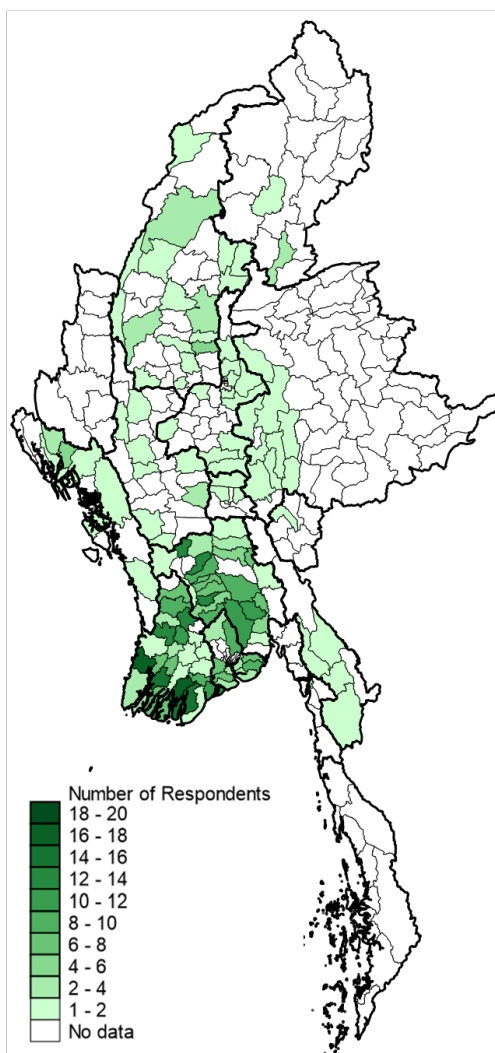 Number of Respondents
18 - 20
16 - 18
14 - 16
12 - 14
10 - 12
8 - 10
6 - 8
4 - 6
2 - 4
1 - 2
No data